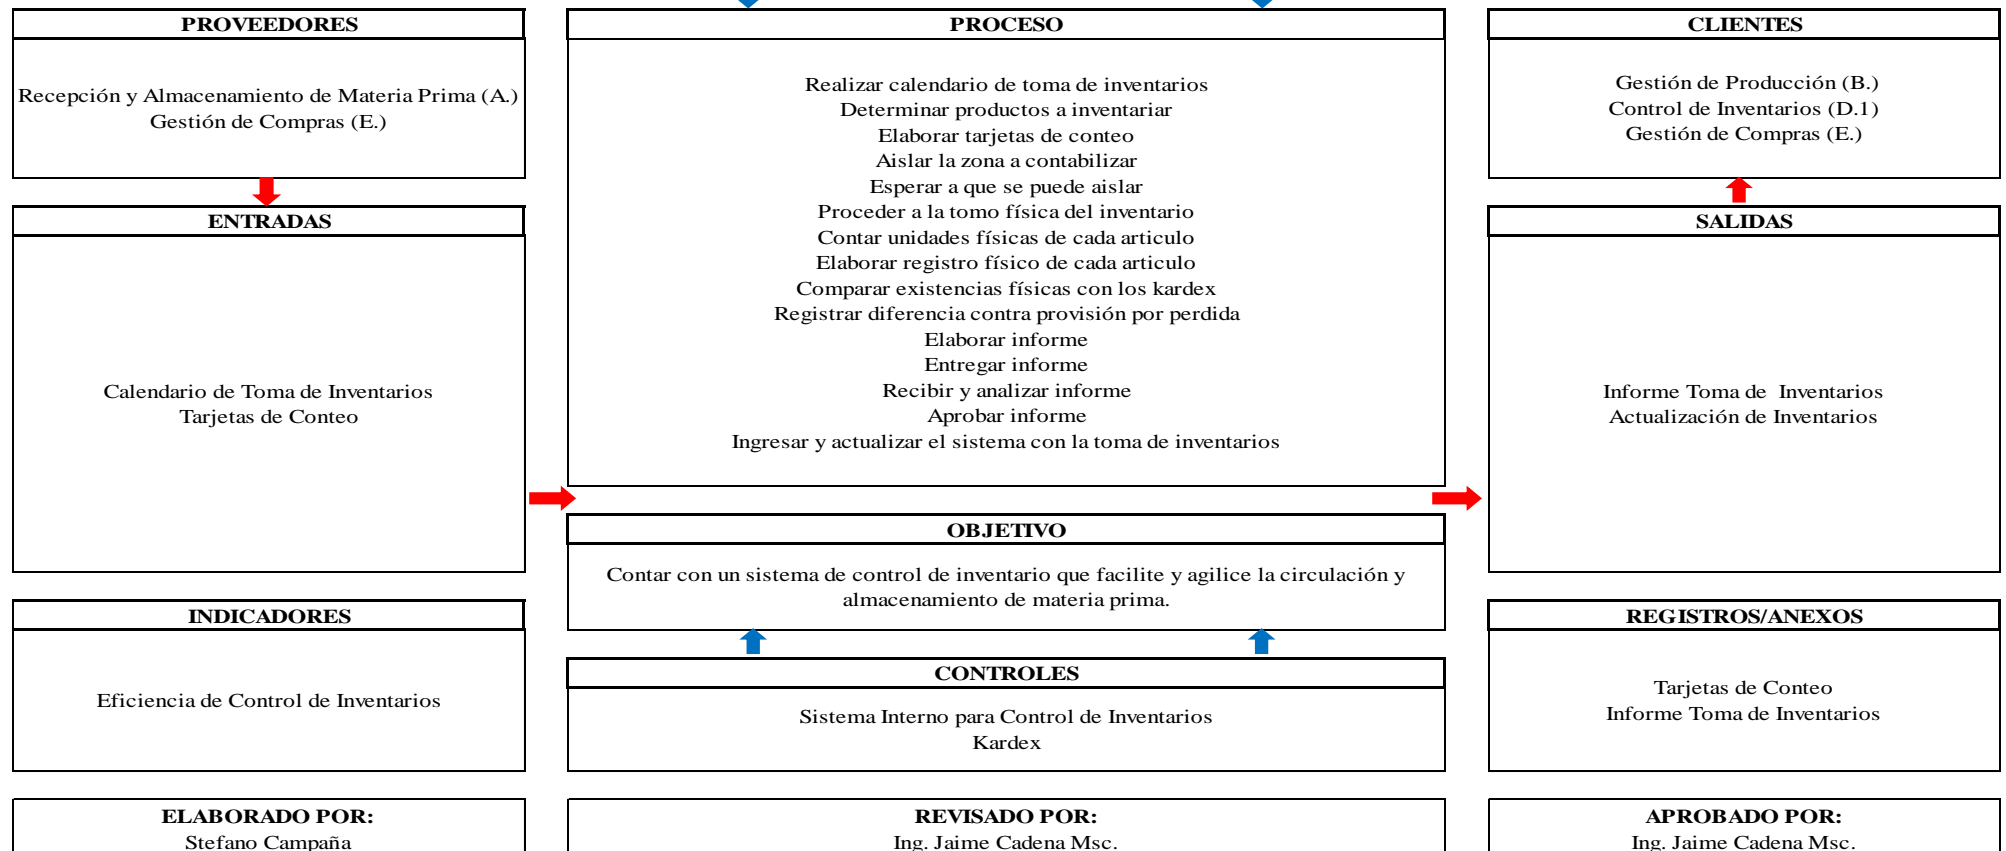 PROVEEDORES
Recepción y Almacenamiento de Materia Prima (A.)
Gestión de Compras (E.)
ENTRADAS
Calendario de Toma de Inventarios
Tarjetas de Conteo
INDICADORES
Eficiencia de Control de Inventarios
ELABORADO POR:
Stefano Campaña
PROCESO
Realizar calendario de toma de inventarios
Determinar productos a inventariar
Elaborar tarjetas de conteo
Aislar la zona a contabilizar
Esperar a que se puede aislar
Proceder a la tomo física del inventario
Contar unidades físicas de cada articulo
Elaborar registro físico de cada articulo
Comparar existencias físicas con los kardex
Registrar diferencia contra provisión por perdida
Elaborar informe
Entregar informe
Recibir y analizar informe
Aprobar informe
Ingresar y actualizar el sistema con la toma de inventarios
OBJETIVO
Contar con un sistema de control de inventario que facilite y agilice la circulación y
almacenamiento de materia prima.
CONTROLES
Sistema Interno para Control de Inventarios
Kardex
REVISADO POR:
Ing. Jaime Cadena Msc.
CLIENTES
Gestión de Producción (B.)
Control de Inventarios (D.1)
Gestión de Compras (E.)
SALIDAS
Informe Toma de Inventarios
Actualización de Inventarios
REGISTROS/ANEXOS
Tarjetas de Conteo
Informe Toma de Inventarios
APROBADO POR:
Ing. Jaime Cadena Msc.